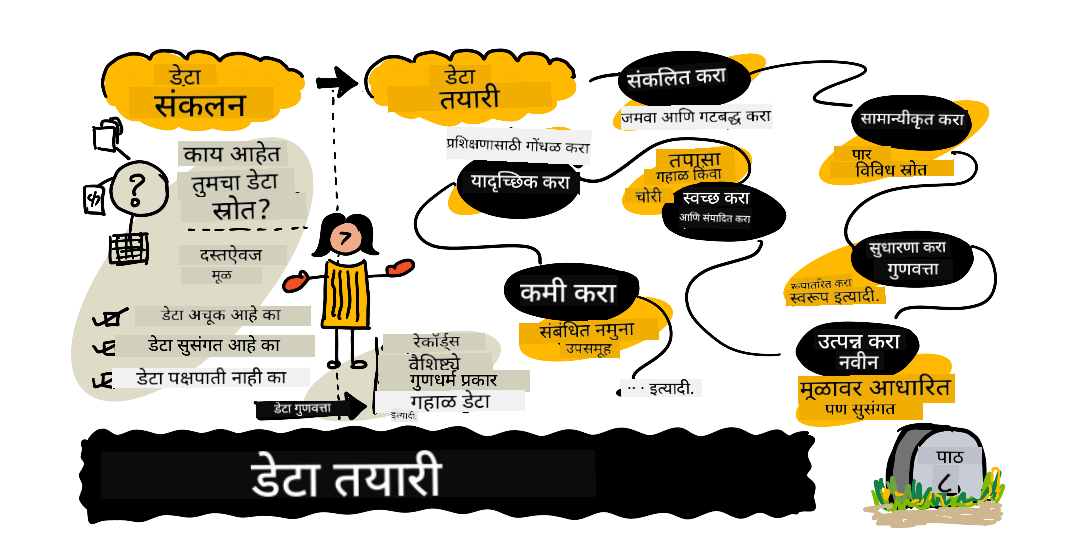 डेटा
संकलन
डेटा
तयारी
संकलित करा
जमवा आणि गटबद्ध करा
सामान्यीकृत करा
पार
विविध स्रोत
काय आहेत
तुमचा डेटा
स्रोत?
दस्तऐवज
मूळ
?
क
प्रशिक्षणासाठी गोंधळ करा
यादृच्छिक करा
तपासा
गहाळ किंवा
चोरी
स्वच्छ करा
आणि संपादित करा
सुधारणा करा
गुणवत्ता
रूपांतरित करा
स्वरूप इत्यादी.
कमी करा
संबंधित नमुना
उपसमूह
·· · इत्यादी.
उत्पन्न करा
नवीन
मूळावर आधारित
पण सुसंगत
डेटा अचूक आहे का
डेटा सुसंगत आहे का
डेटा पक्षपाती नाही का
डेटा गुणवत्ता
रेकॉर्ड्स
वैशिष्ट्ये
गुणधर्म प्रकार
गहाळ डेटा
इत्यादी.
डेटा तयारी
पाठ
८